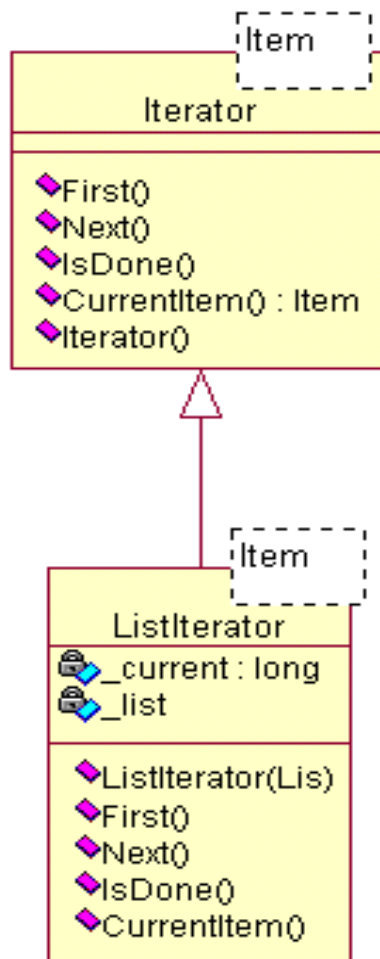 Item
Iterator
First()
Next()
IsDone()
CurrentItem() : Item
Iterator()
Item
ListIterator
_current : long
_list
ListIterator(Lis)
First()
Next()
IsDone()
CurrentItem()